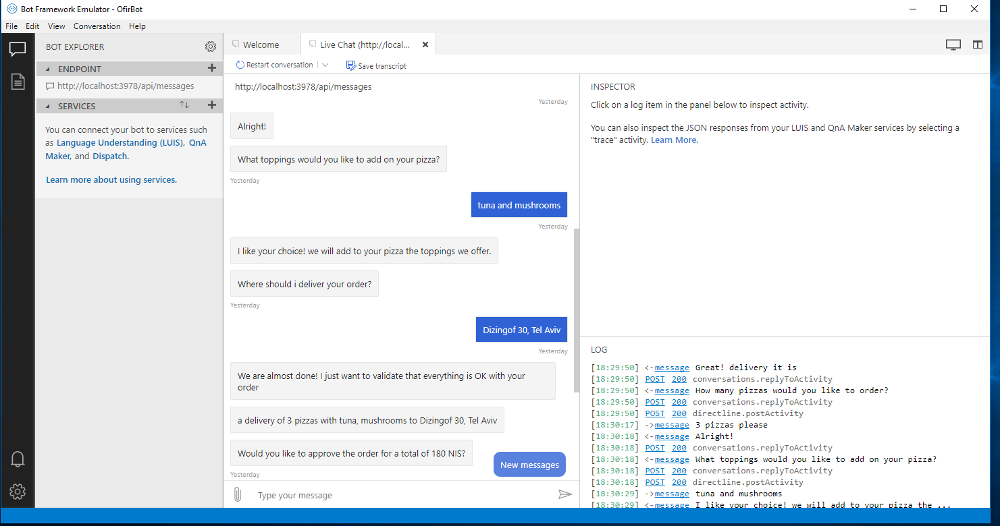 Bot Framework Emulator - OfirBot
File Edit View Conversation Help
BOT EXPLORER
ENDPOINT
http://localhost:3978/api/messages
SERVICES
You can connect your bot to services such
as Language Understanding (LUIS), QnA
Maker, and Dispatch.
Learn more about using services.
Welcome
Live Chat (http://local...
Restart conversation
Save transcript
http://localhost:3978/api/messages
Yesterday
Alright!
What toppings would you like to add on your pizza?
Yesterday
tuna and mushrooms
Yesterday
I like your choice! we will add to your pizza the toppings we offer.
Where should i deliver your order?
Yesterday
Dizingof 30, Tel Aviv
Yesterday
We are almost done! I just want to validate that everything is OK with your
order
a delivery of 3 pizzas with tuna, mushrooms to Dizingof 30, Tel Aviv
Would you like to approve the order for a total of 180 NIS?
New messages
Yesterday
Type your message
INSPECTOR
Click on a log item in the panel below to inspect activity.
You can also inspect the JSON responses from your LUIS and QnA Maker services by selecting a
"trace" activity. Learn More.
LOG
[18:29:50] <-message Great! delivery it is
[18:29:50] POST 200 conversations.replyToActivity
[18:29:50] <-message How many pizzas would you like to order?
[18:29:50] POST 200 conversations.replyToActivity
[18:29:50] POST 200 directline.postActivity
[18:30:17] ->message 3 pizzas please
[18:30:18] <-message Alright!
[18:30:18] POST 200 conversations.replyToActivity
[18:30:18] <-message What toppings would you like to add on your pizza?
[18:30:18] POST 200 conversations.replyToActivity
[18:30:18] POST 200 directline.postActivity
[18:30:29] ->message tuna and mushrooms
[18:30:29] <-message I like your choice! we will add to your pizza the ...